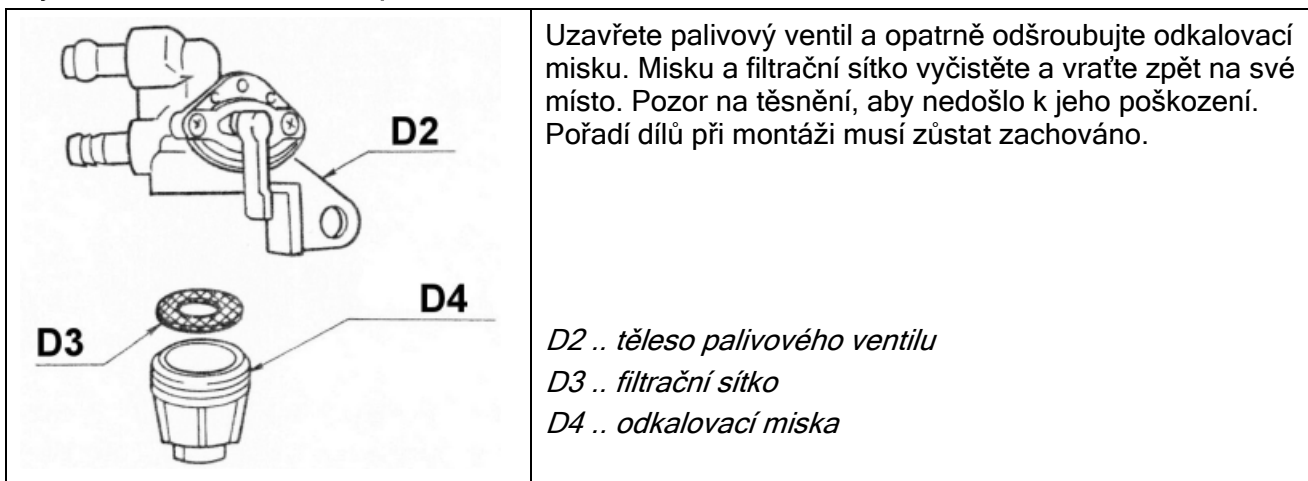 Uzavřete palivový ventil a opatrně odšroubujte odkalovací
misku. Misku a filtrační sítko vyčistěte a vraťte zpět na své
místo. Pozor na těsnění, aby nedošlo k jeho poškození.
Pořadí dílů při montáži musí zůstat zachováno.
D2
D4
D3
D2 .. těleso palivového ventilu
D3 .. filtrační sítko
D4 .. odkalovací miska